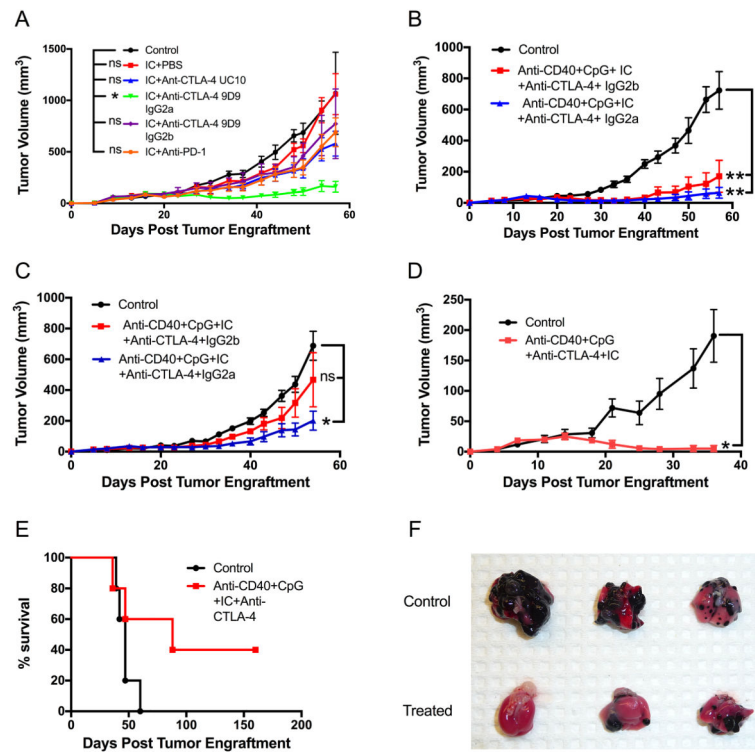 A
Tumor Volume (mm³)
1500
1000
500
0
0
20
40
60
Days Post Tumor Engraftment
Control
ns
IC+PBS
ns
IC+Anti-CTLA-4 UC10
*
IC+Anti-CTLA-4 9D9
IgG2a
ns
IC+Anti-CTLA-4 9D9
IgG2b
ns
IC+Anti-PD-1
B
Tumor Volume (mm³)
1000
800
600
400
200
0
0
10
20
30
40
50
60
Days Post Tumor Engraftment
Control
Anti-CD40+CpG+ IC
+Anti-CTLA-4+ IgG2b
Anti-CD40+CpG+IC
+Anti-CTLA-4+ IgG2a
**
**
C
Tumor Volume (mm³)
1000
800
600
400
200
0
0
20
40
60
Days Post Tumor Engraftment
Control
Anti-CD40+CpG+IC
+Anti-CTLA-4+IgG2b
Anti-CD40+CpG+IC
+Anti-CTLA-4+IgG2a
ns
*
D
Tumor Volume (mm³)
250
200
150
100
50
0
0
10
20
30
40
Days Post Tumor Engraftment
Control
Anti-CD40+CpG
+Anti-CTLA-4+IC
*
E
% survival
100
80
60
40
20
0
0
50
100
150
200
Days Post Tumor Engraftment
Control
Anti-CD40+CpG
+IC+Anti-
CTLA-4
F
Control
Treated